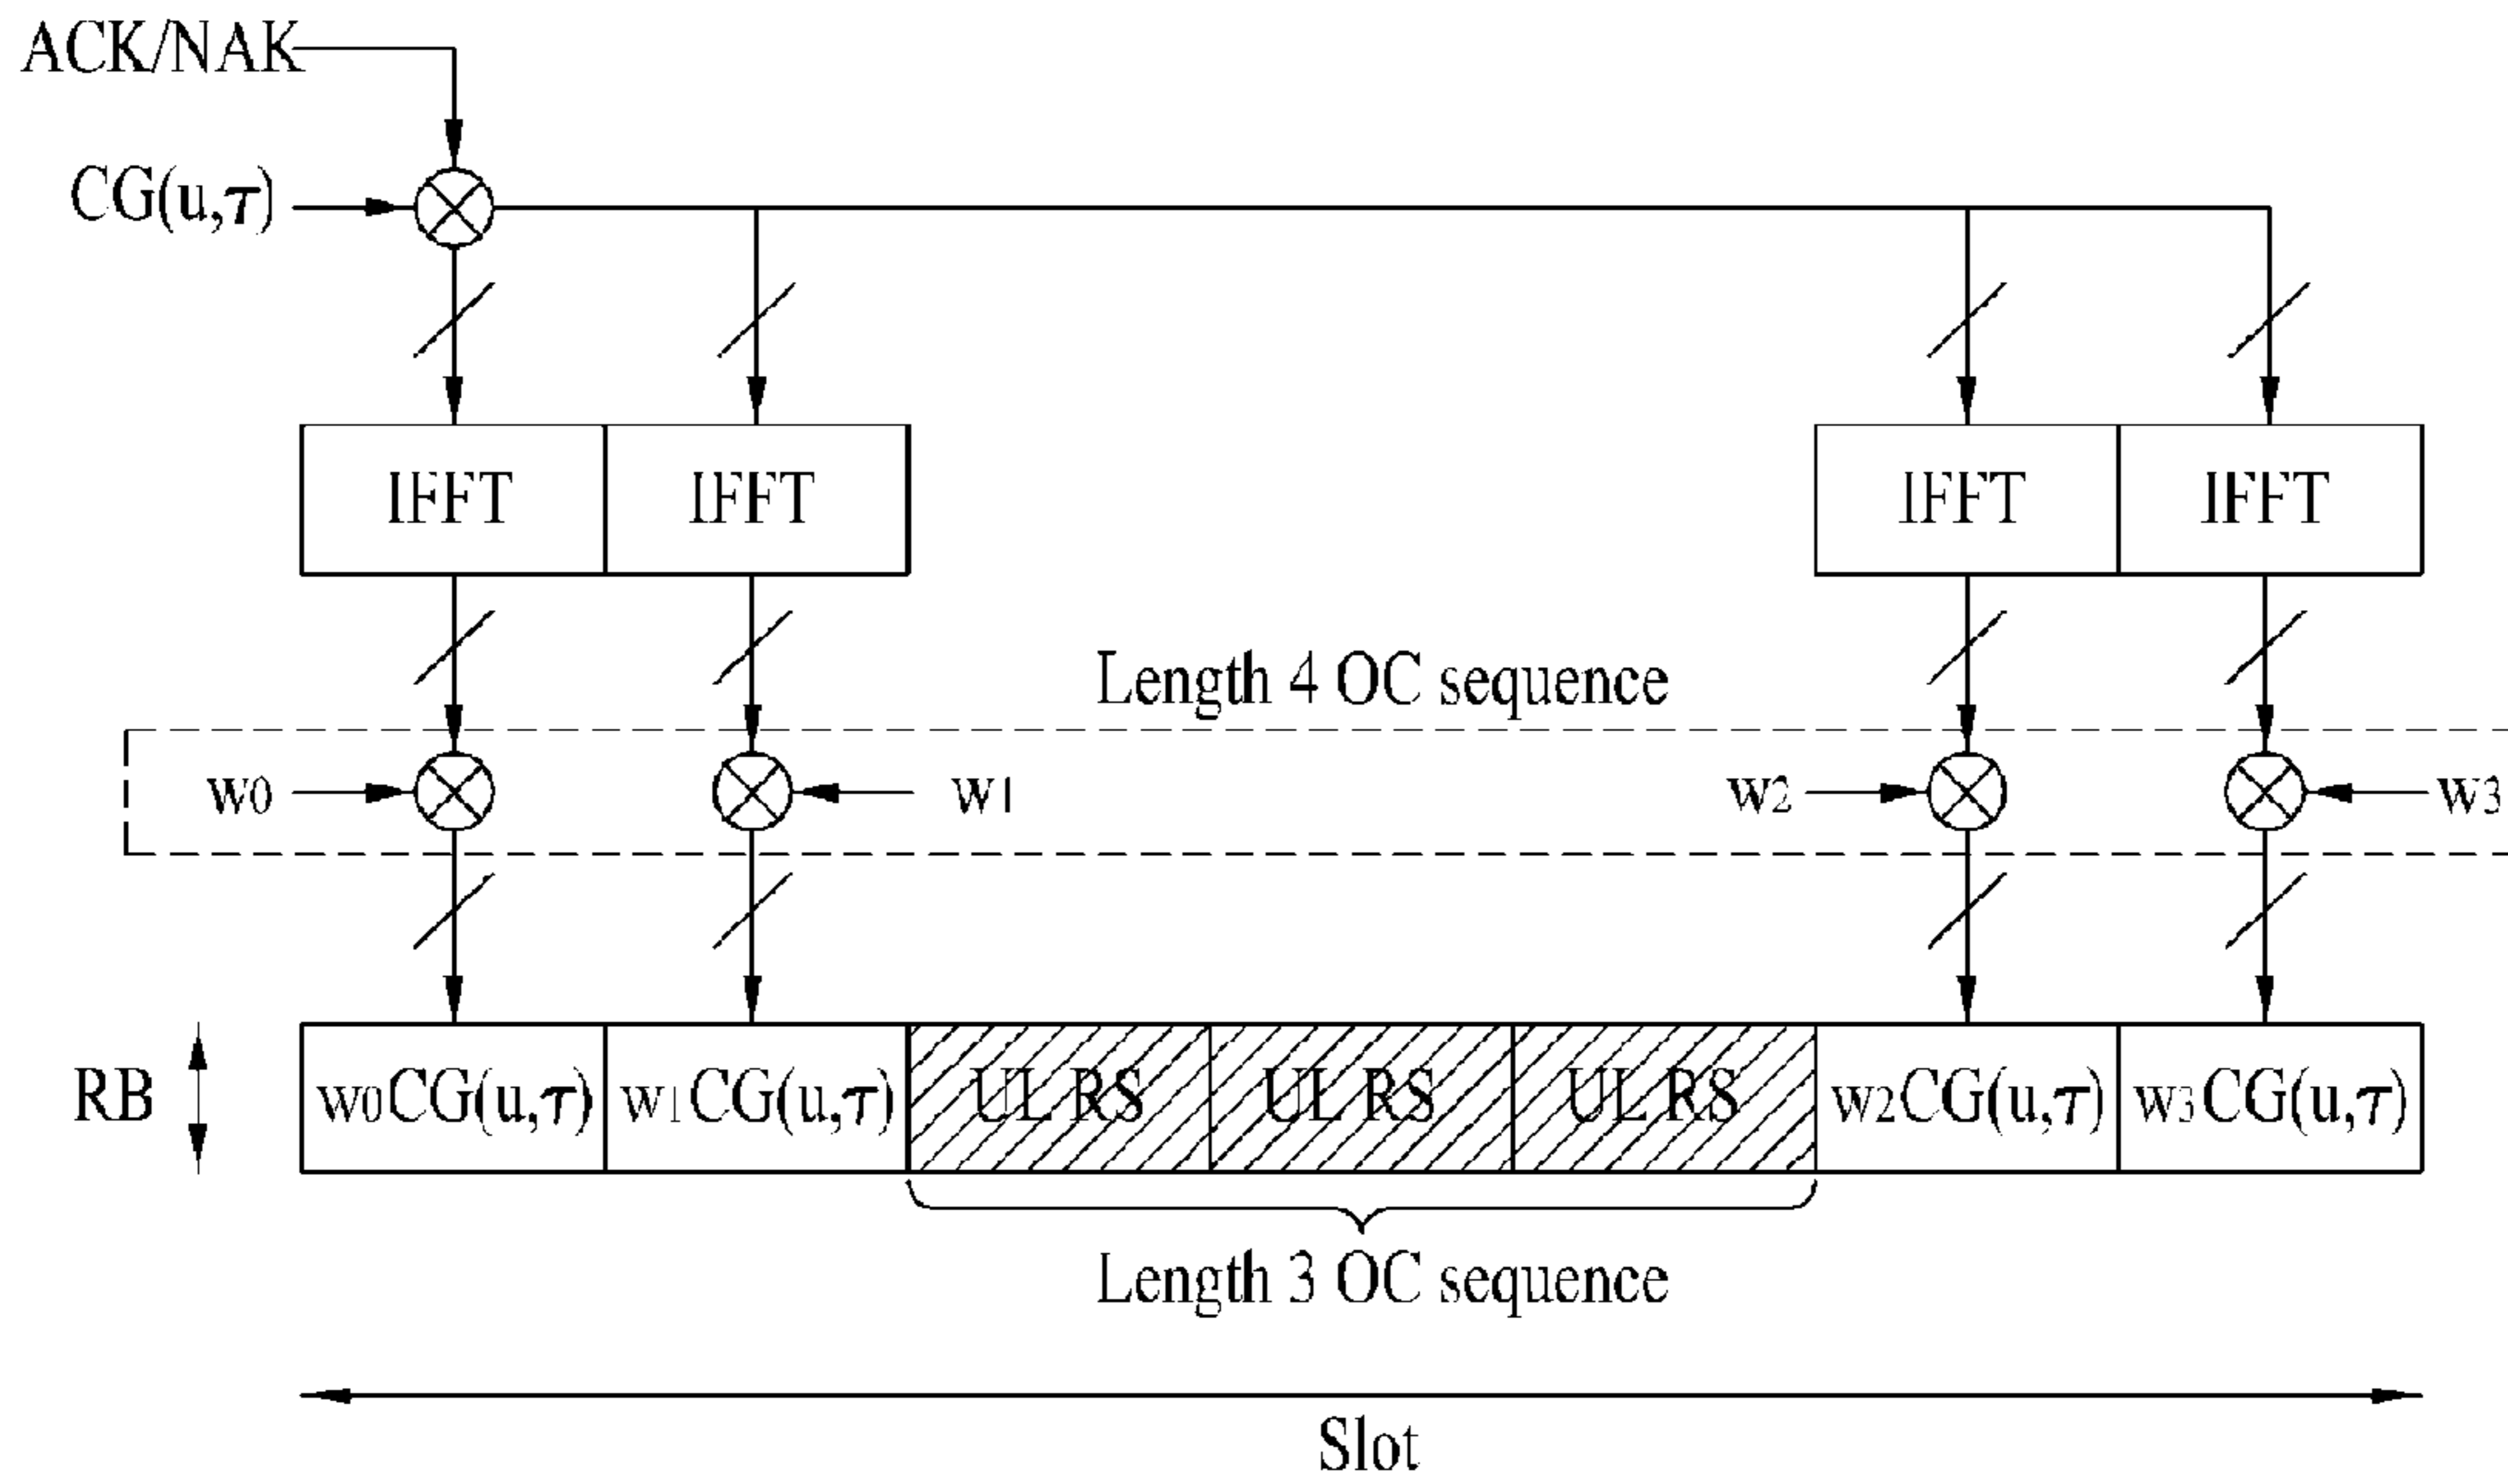 ACK/NAK
CG(u,τ)
IFFT IFFT IFFT IFFT
Length 4 OC sequence
w0 w1 w2 w3
RB w0CG(u,τ) w1CG(u,τ) UL RS UL RS UL RS w2CG(u,τ) w3CG(u,τ)
Length 3 OC sequence
Slot